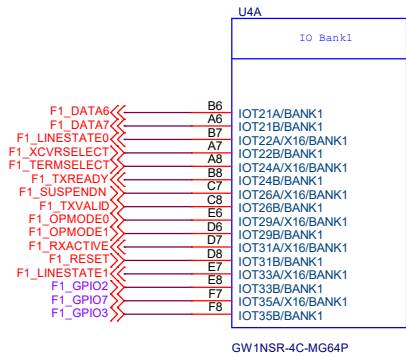 U4A
IO Bank1
F1_DATA6 B6 IOT21A/BANK1
F1_DATA7 A6 IOT21B/BANK1
F1_LINESTATE0 B7 IOT22A/X16/BANK1
F1_XCVRSELECT A7 IOT22B/BANK1
F1_TERMSELECT A8 IOT24A/X16/BANK1
F1_TXREADY B8 IOT24B/BANK1
F1_SUSPENDN C7 IOT26A/X16/BANK1
F1_TXVALID C8 IOT26B/BANK1
F1_OPMODE0 E6 IOT29A/X16/BANK1
F1_OPMODE1 D6 IOT29B/BANK1
F1_RXACTIVE D7 IOT31A/X16/BANK1
F1_RESET D8 IOT31B/BANK1
F1_LINESTATE1 E7 IOT33A/X16/BANK1
F1_GPIO2 E8 IOT33B/BANK1
F1_GPIO7 F7 IOT35A/X16/BANK1
F1_GPIO3 F8 IOT35B/BANK1
GW1NSR-4C-MG64P